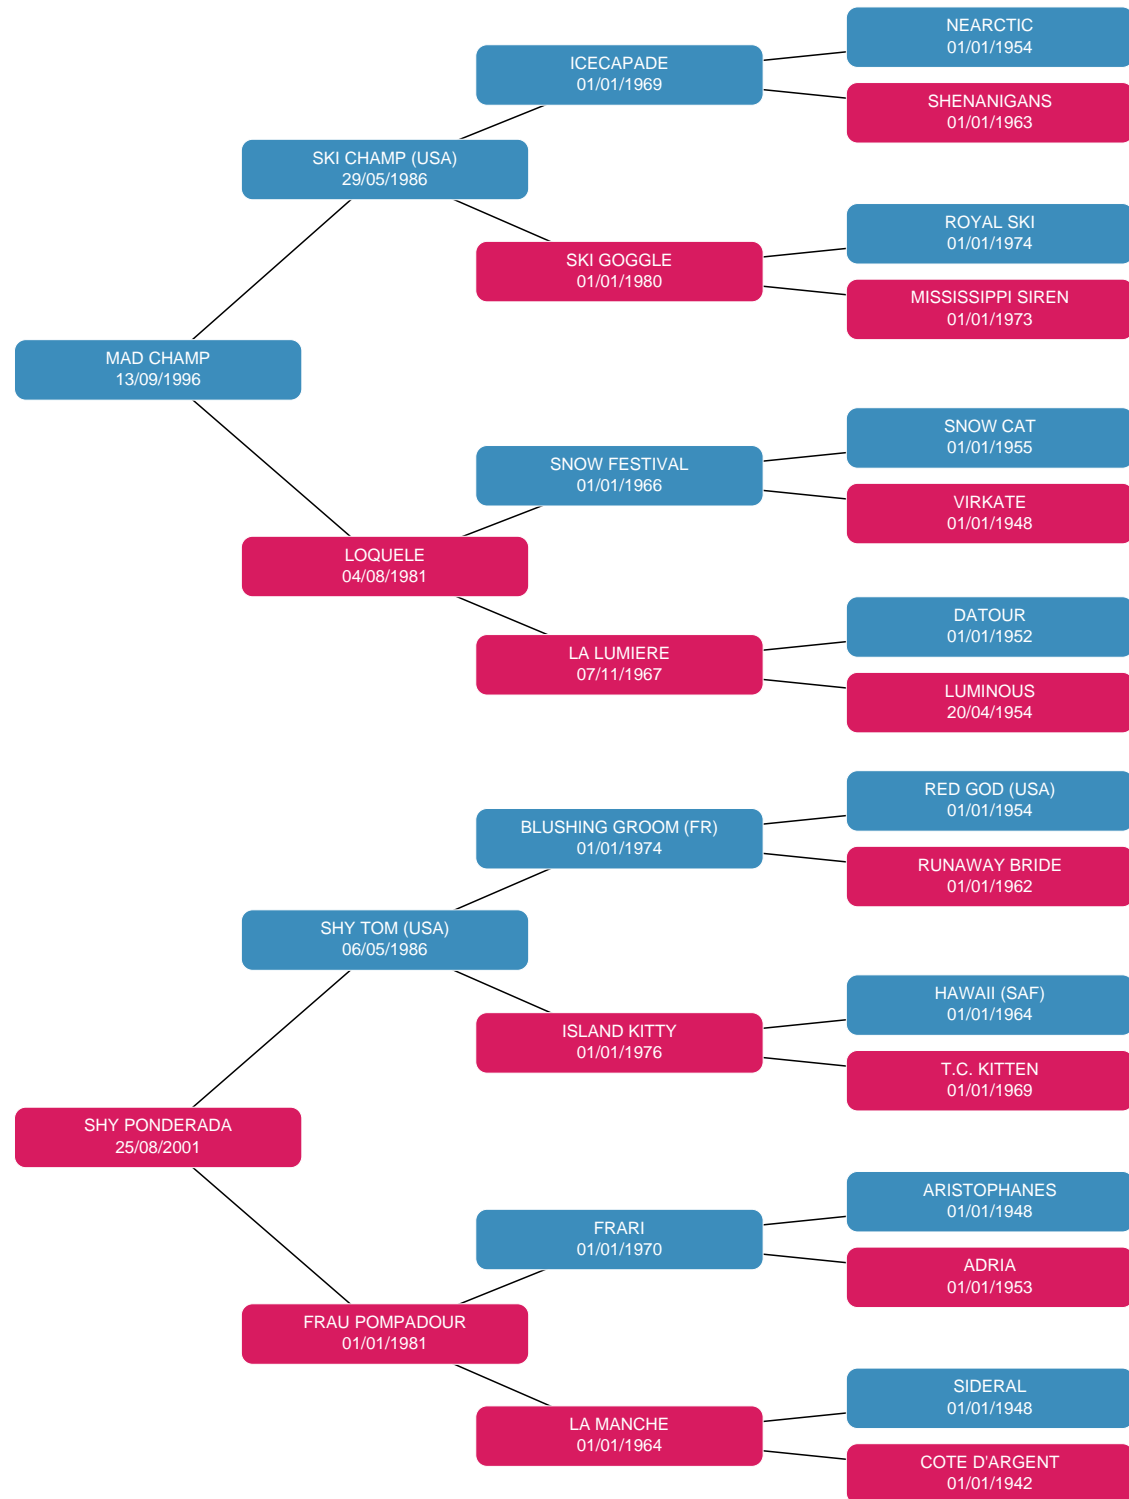 NEARCTIC
01/01/1954
ICECAPADE
01/01/1969
SHENANIGANS
01/01/1963
SKI CHAMP (USA)
29/05/1986
ROYAL SKI
01/01/1974
SKI GOGGLE
01/01/1980
MISSISSIPPI SIREN
01/01/1973
MAD CHAMP
13/09/1996
SNOW CAT
01/01/1955
SNOW FESTIVAL
01/01/1966
VIRKATE
01/01/1948
LOQUELE
04/08/1981
DATOUR
01/01/1952
LA LUMIERE
07/11/1967
LUMINOUS
20/04/1954
RED GOD (USA)
01/01/1954
BLUSHING GROOM (FR)
01/01/1974
RUNAWAY BRIDE
01/01/1962
SHY TOM (USA)
06/05/1986
HAWAII (SAF)
01/01/1964
ISLAND KITTY
01/01/1976
T.C. KITTEN
01/01/1969
SHY PONDERADA
25/08/2001
ARISTOPHANES
01/01/1948
FRARI
01/01/1970
ADRIA
01/01/1953
FRAU POMPADOUR
01/01/1981
SIDERAL
01/01/1948
LA MANCHE
01/01/1964
COTE D'ARGENT
01/01/1942